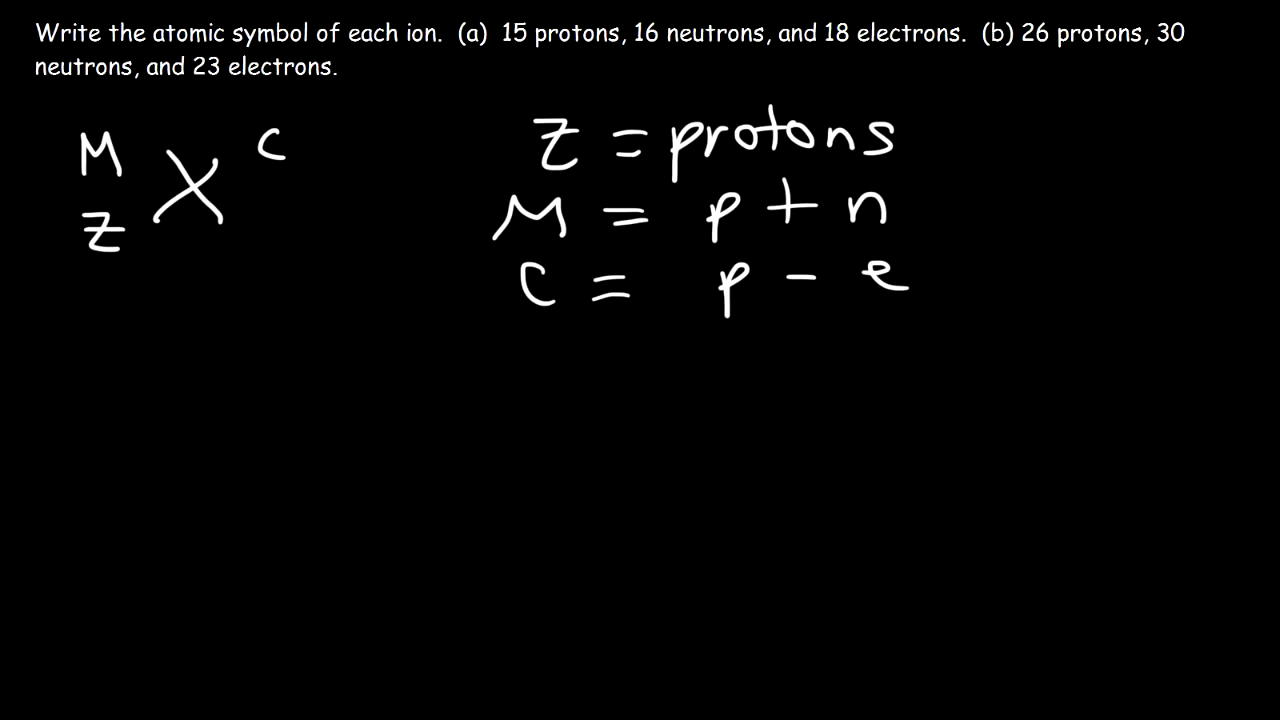 Write the atomic symbol of each ion. (a) 15 protons, 16 neutrons, and 18 electrons. (b) 26 protons, 30
neutrons, and 23 electrons.
M
Z X C
Z = protons
M = p + n
C = p - e